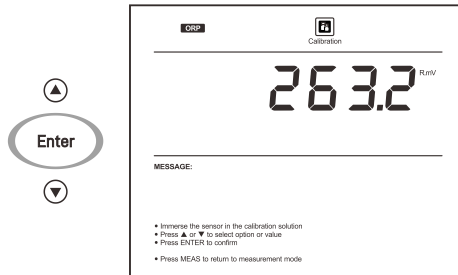 ORP
Calibration
263.2 R.mV
Enter
MESSAGE:
• Immerse the sensor in the calibration solution
• Press ▲ or ▼ to select option or value
• Press ENTER to confirm
• Press MEAS to return to measurement mode